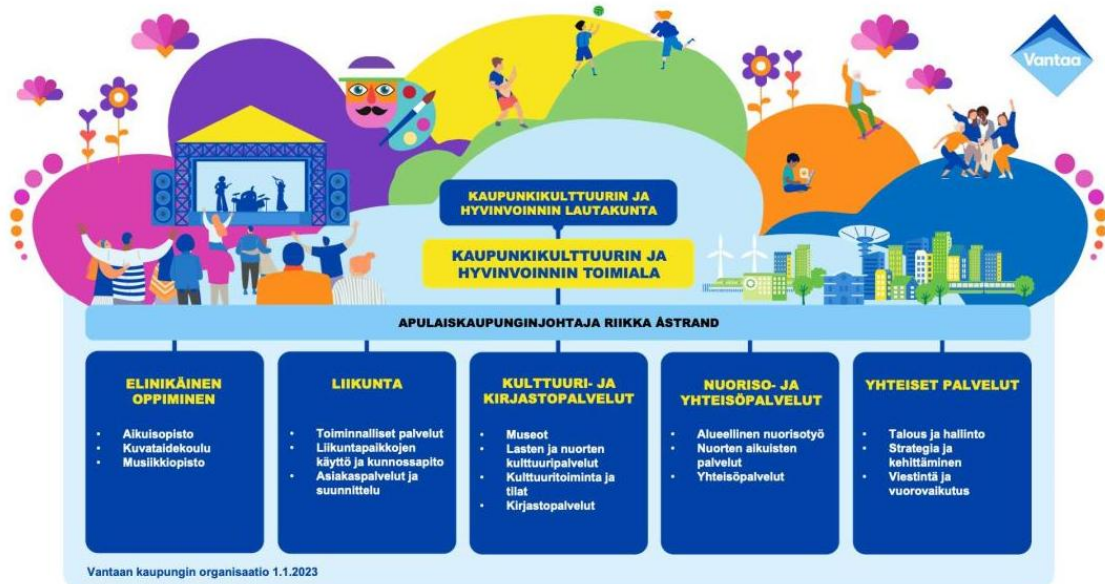 Vantaa
KAUPUNKIKULTTUURIN JA
HYVINVOINNIN LAUTAKUNTA
KAUPUNKIKULTTUURIN JA
HYVINVOINNIN TOIMIALA
APULAISKAUPUNGINJOHTAJA RIIKKA ÅSTRAND
ELINIKÄINEN
OPPIMINEN
• Aikuisopisto
• Kuvataidekoulu
• Musiikkiopisto
LIIKUNTA
• Toiminnalliset palvelut
• Liikuntapaikkojen
käyttö ja kunnossapito
• Asiakaspalvelut ja
suunnittelu
KULTTUURI- JA
KIRJASTOPALVELUT
• Museot
• Lasten ja nuorten
kulttuuripalvelut
• Kulttuuritoiminta ja
tilat
• Kirjastopalvelut
NUORISO- JA
YHTEISÖPALVELUT
• Alueellinen nuorisotyö
• Nuorten aikuisten
palvelut
• Yhteisöpalvelut
YHTEISET PALVELUT
• Talous ja hallinto
• Strategia ja
kehittäminen
• Viestintä ja
vuorovaikutus
Vantaan kaupungin organisaatio 1.1.2023